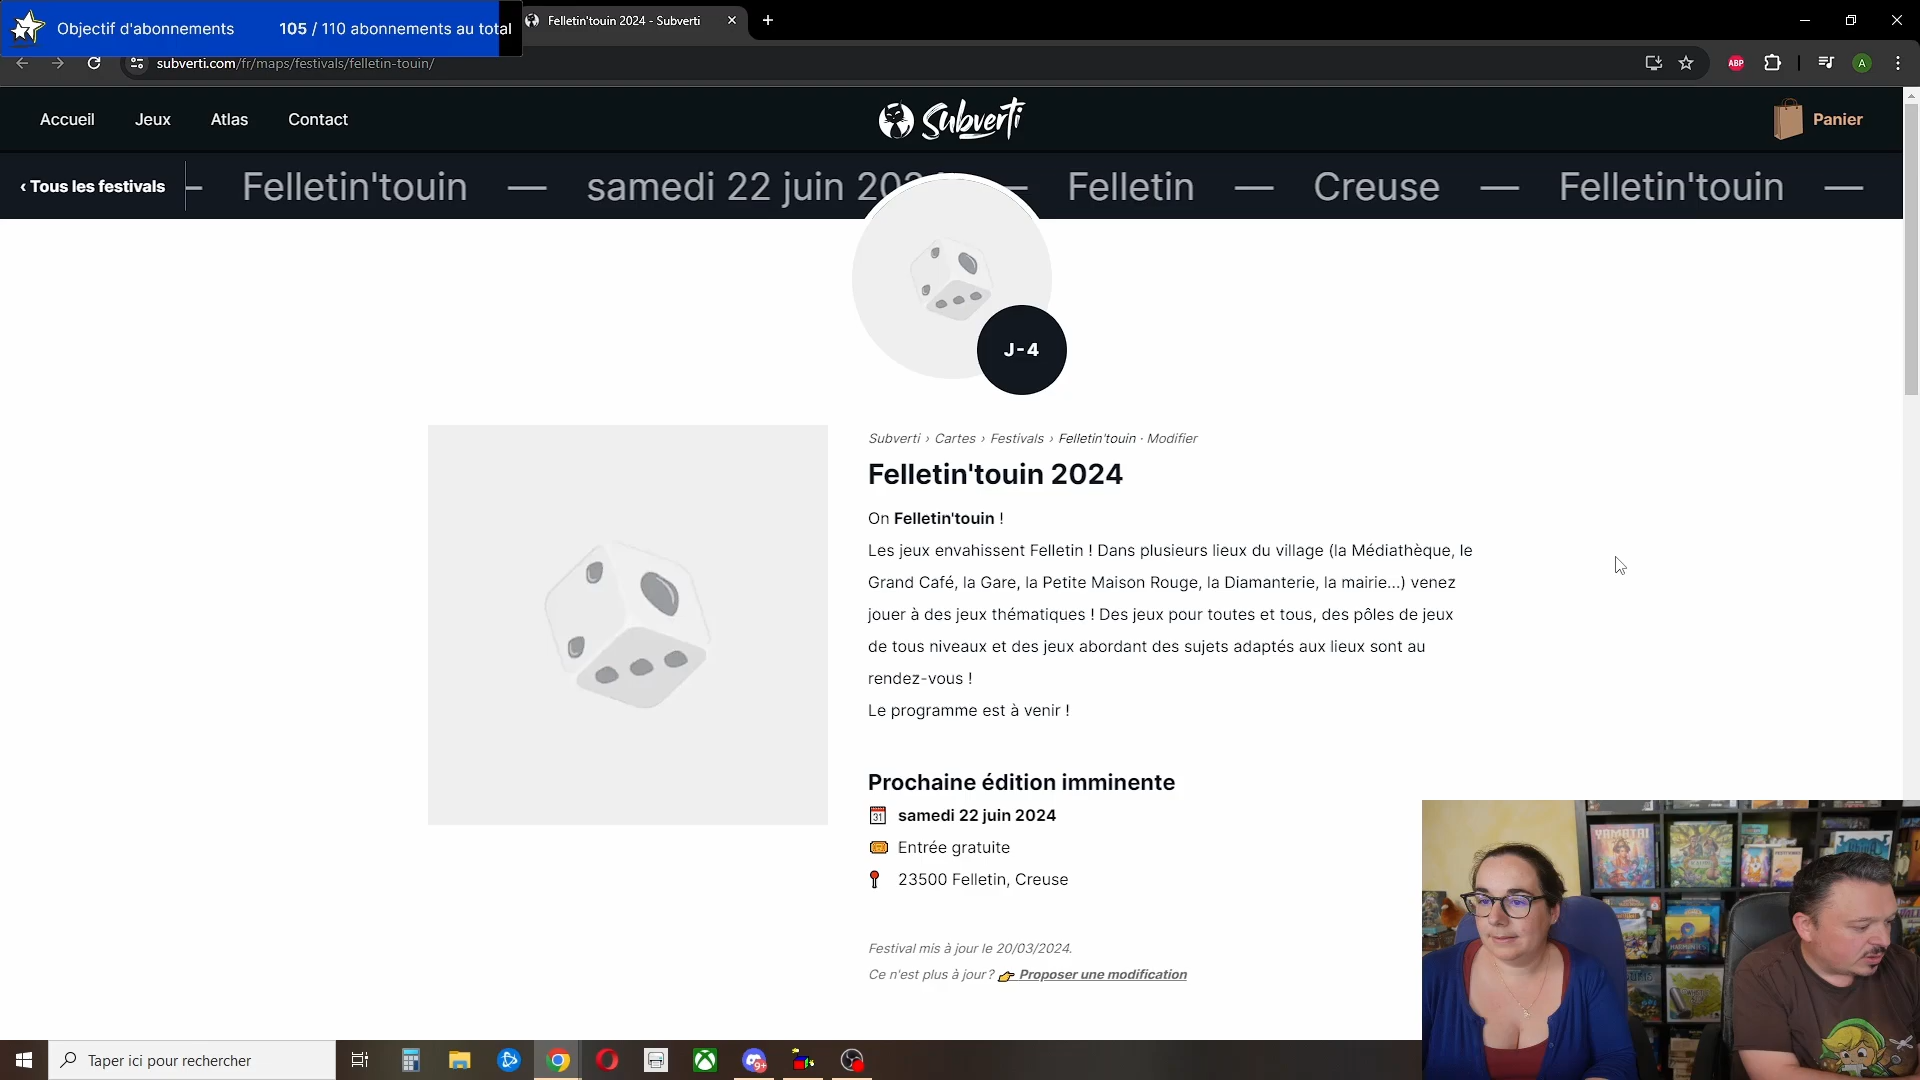 Objectif d'abonnements 105 / 110 abonnements au total
Felletin'touin 2024 - Subverti
subverti.com/fr/maps/festivals/felletin-touin/
ABP
A
Accueil Jeux Atlas Contact
Subverti
Panier
‹ Tous les festivals
— Felletin'touin — samedi 22 juin 202 — Felletin — Creuse — Felletin'touin —
J-4
Subverti › Cartes › Festivals › Felletin'touin · Modifier
Felletin'touin 2024
On Felletin'touin !
Les jeux envahissent Felletin ! Dans plusieurs lieux du village (la Médiathèque, le
Grand Café, la Gare, la Petite Maison Rouge, la Diamanterie, la mairie...) venez
jouer à des jeux thématiques ! Des jeux pour toutes et tous, des pôles de jeux
de tous niveaux et des jeux abordant des sujets adaptés aux lieux sont au
rendez-vous !
Le programme est à venir !
Prochaine édition imminente
31 samedi 22 juin 2024
Entrée gratuite
23500 Felletin, Creuse
Festival mis à jour le 20/03/2024.
Ce n'est plus à jour ? 👉 Proposer une modification
YAMATAI
Taper ici pour rechercher
9+